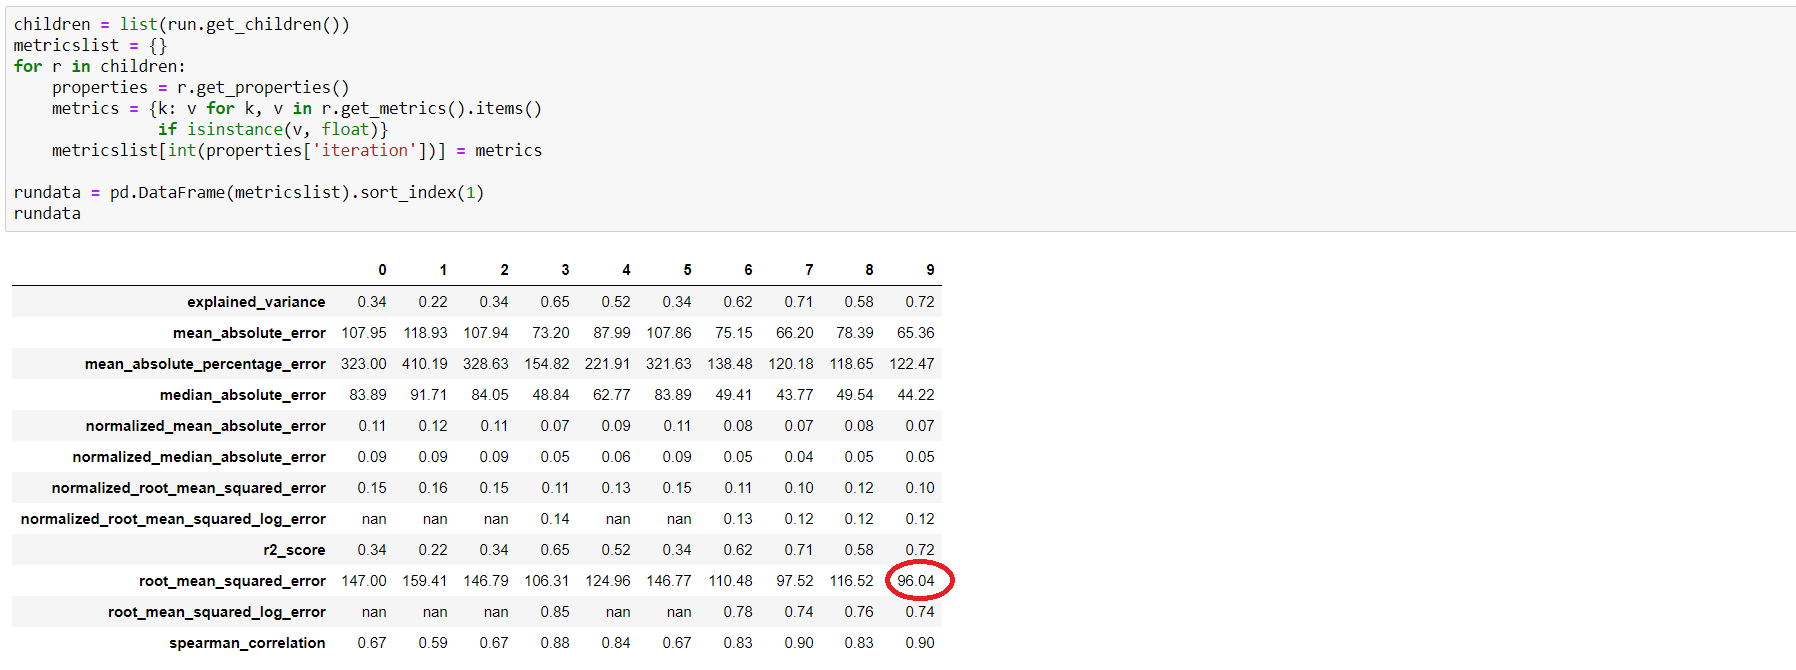 children = list(run.get_children())
metricslist = {}
for r in children:
    properties = r.get_properties()
    metrics = {k: v for k, v in r.get_metrics().items()
               if isinstance(v, float)}
    metricslist[int(properties['iteration'])] = metrics

rundata = pd.DataFrame(metricslist).sort_index(1)
rundata
0 1 2 3 4 5 6 7 8 9
explained_variance 0.34 0.22 0.34 0.65 0.52 0.34 0.62 0.71 0.58 0.72
mean_absolute_error 107.95 118.93 107.94 73.20 87.99 107.86 75.15 66.20 78.39 65.36
mean_absolute_percentage_error 323.00 410.19 328.63 154.82 221.91 321.63 138.48 120.18 118.65 122.47
median_absolute_error 83.89 91.71 84.05 48.84 62.77 83.89 49.41 43.77 49.54 44.22
normalized_mean_absolute_error 0.11 0.12 0.11 0.07 0.09 0.11 0.08 0.07 0.08 0.07
normalized_median_absolute_error 0.09 0.09 0.09 0.05 0.06 0.09 0.05 0.04 0.05 0.05
normalized_root_mean_squared_error 0.15 0.16 0.15 0.11 0.13 0.15 0.11 0.10 0.12 0.10
normalized_root_mean_squared_log_error nan nan nan 0.14 nan nan 0.13 0.12 0.12 0.12
r2_score 0.34 0.22 0.34 0.65 0.52 0.34 0.62 0.71 0.58 0.72
root_mean_squared_error 147.00 159.41 146.79 106.31 124.96 146.77 110.48 97.52 116.52 96.04
root_mean_squared_log_error nan nan nan 0.85 nan nan 0.78 0.74 0.76 0.74
spearman_correlation 0.67 0.59 0.67 0.88 0.84 0.67 0.83 0.90 0.83 0.90